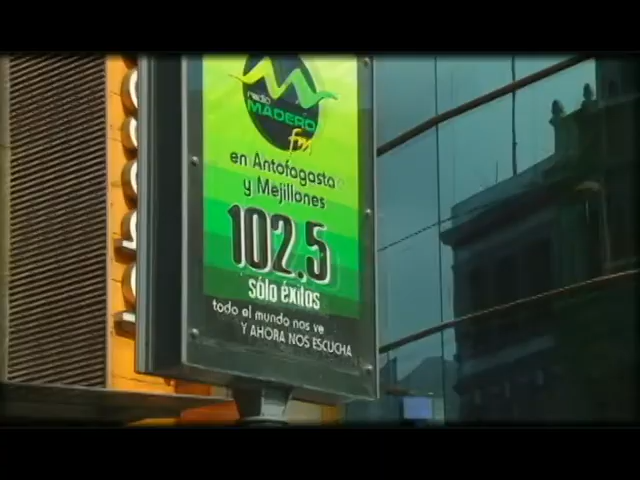 radio
MADERO
fm
en Antofagasta
y Mejillones
102.5
sólo éxitos
todo el mundo nos ve
Y AHORA NOS ESCUCHA